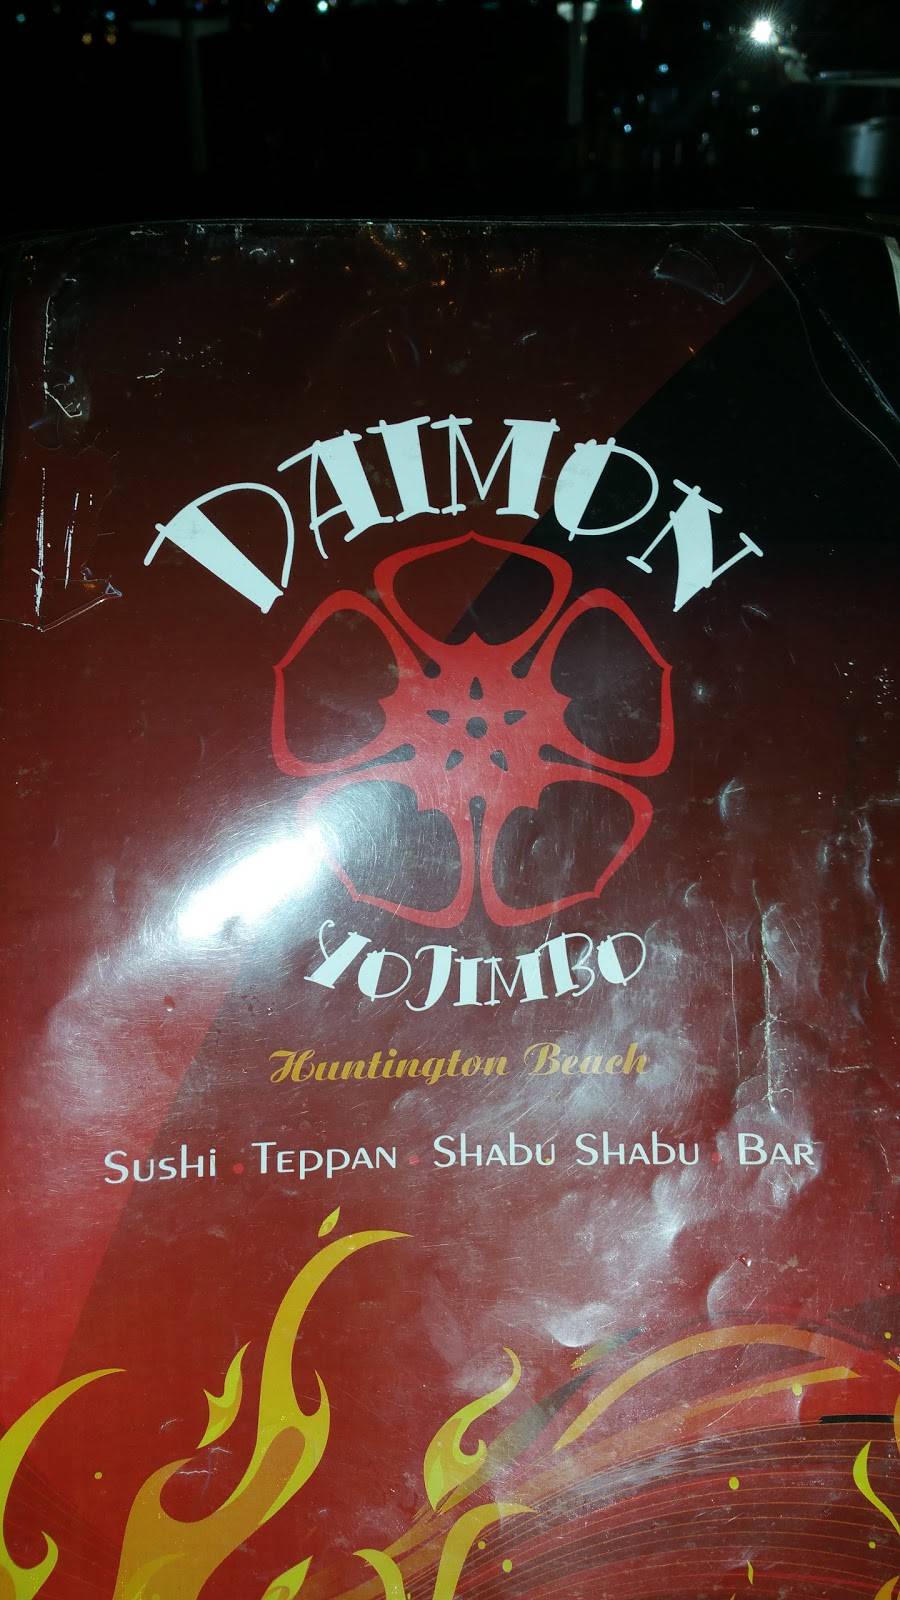 DAIMON
YOJIMBO
Huntington Beach
Sushi • Teppan • Shabu Shabu • Bar